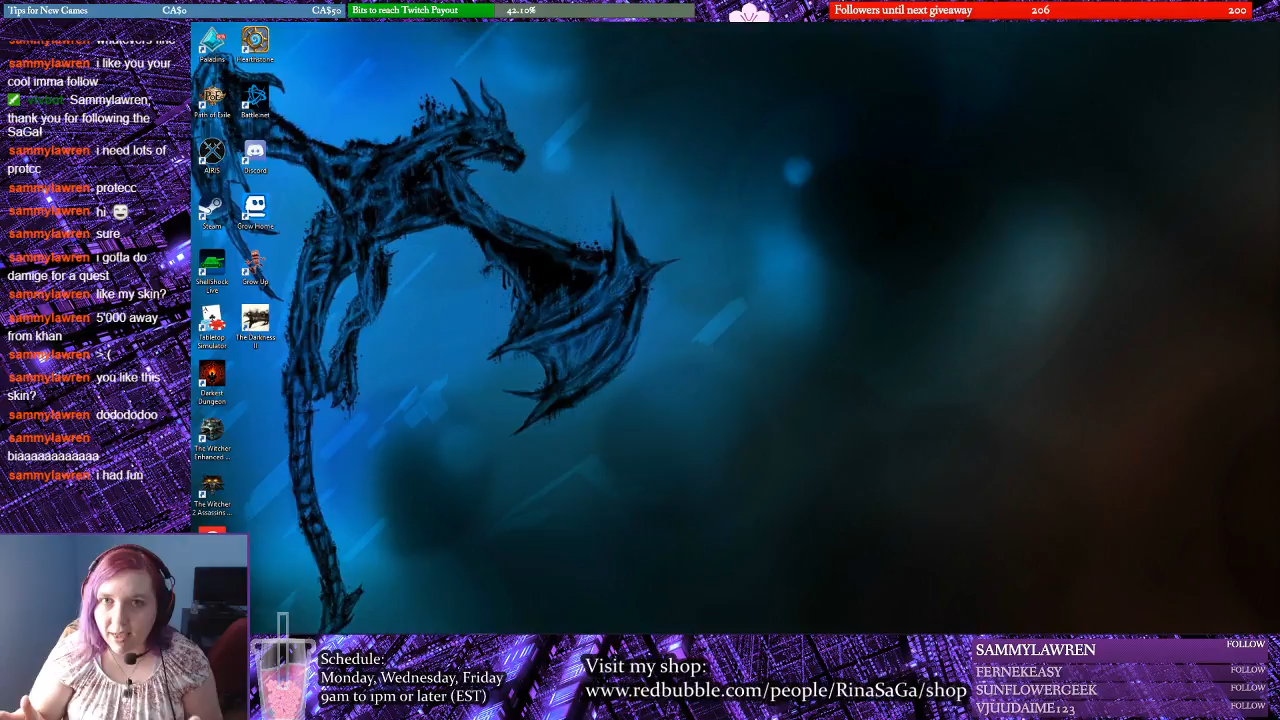 Tips for New Games CA$0 CA$50
Bits to reach Twitch Payout 42.10%
Followers until next giveaway 206 200
sammylawren whatevers fine
sammylawren i like you your
cool imma follow
Sammylawren,
thank you for following the
SaGa!
sammylawren i need lots of
protcc
sammylawren protecc
sammylawren hi
sammylawren sure
sammylawren i gotta do
damige for a quest
sammylawren like my skin?
sammylawren 5'000 away
from khan
sammylawren >:(
sammylawren you like this
skin?
sammylawren dodododoo
sammylawren
biaaaaaaaaaaaa
sammylawren i had fun
Paladins
Hearthstone
Path of Exile
Battle.net
AIRIS
Discord
Steam
Grow Home
ShellShock
Live
Grow Up
Tabletop
Simulator
The Darkness
II
Darkest
Dungeon
The Witcher
Enhanced ...
The Witcher
2 Assassins ...
Schedule:
Monday, Wednesday, Friday
9am to 1pm or later (EST)
Visit my shop:
www.redbubble.com/people/RinaSaGa/shop
SAMMYLAWREN FOLLOW
FERNEKEASY FOLLOW
SUNFLOWERGEEK FOLLOW
VJUUDAIME123 FOLLOW